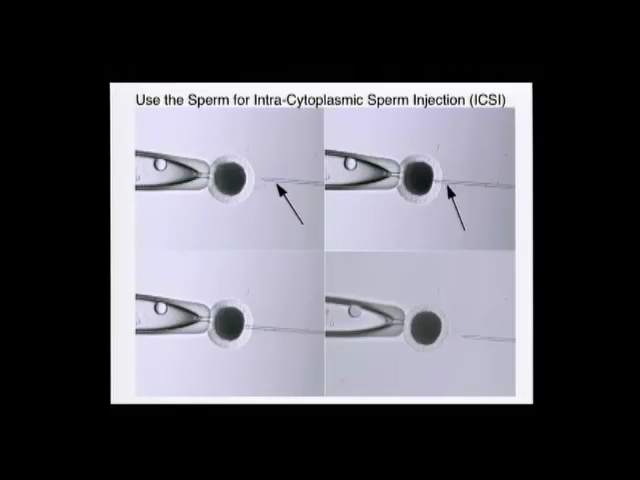 Use the Sperm for Intra-Cytoplasmic Sperm Injection (ICSI)